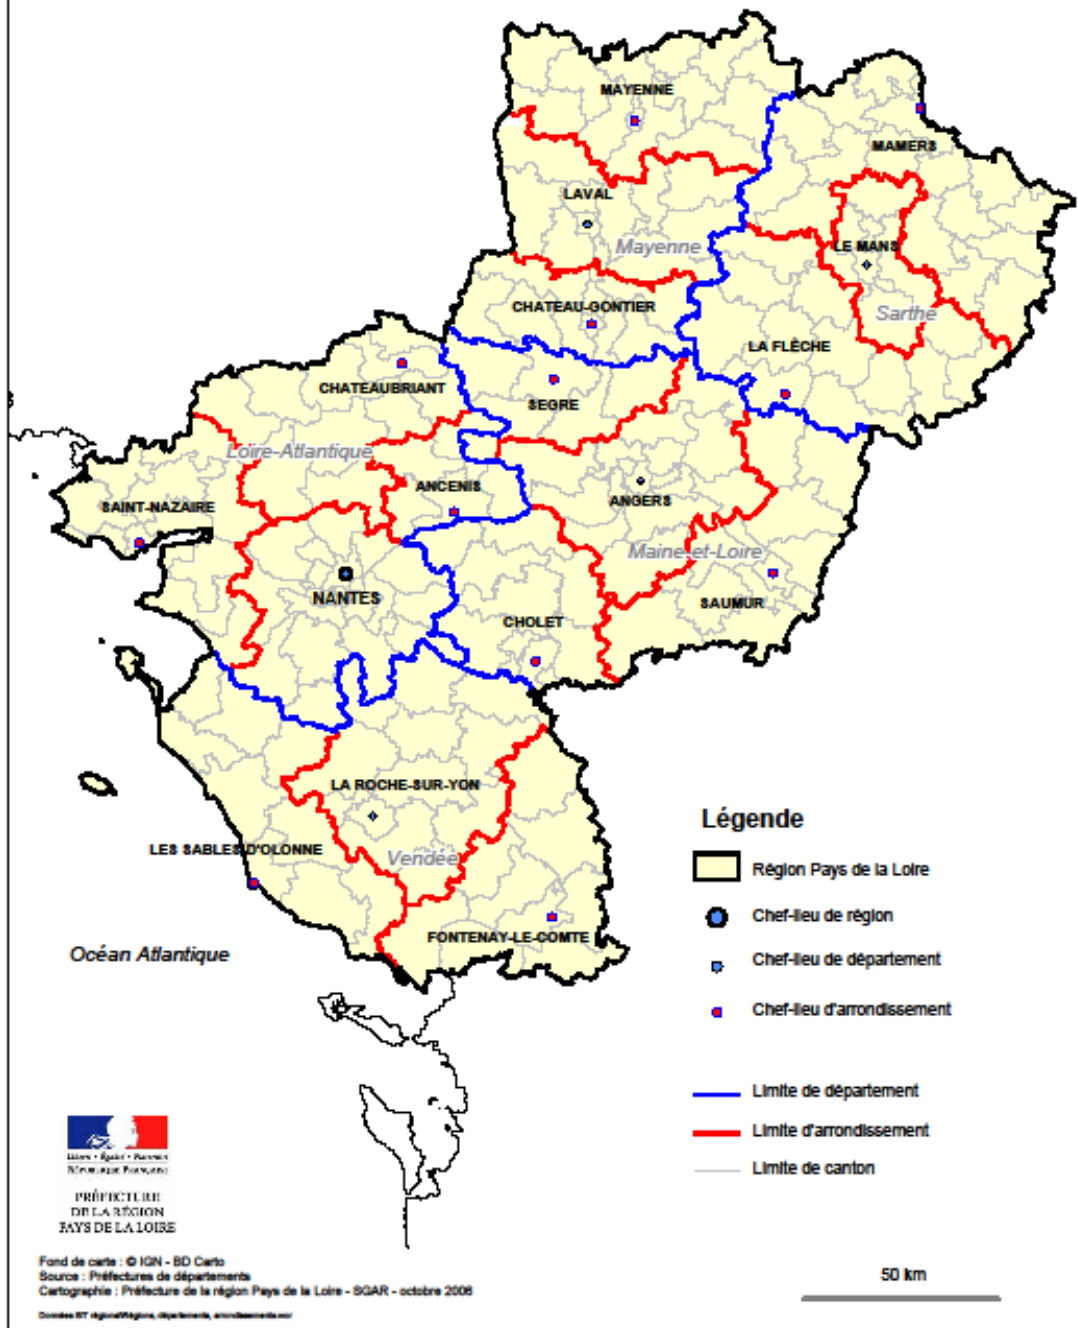 MAYENNE
MAMERS
LAVAL
Mayenne
LE MANS
CHATEAU-GONTIER
Sarthe
LA FLÈCHE
CHATEAUBRIANT
SEGRE
Loire-Atlantique
ANCENIS
ANGERS
SAINT-NAZAIRE
Maine-et-Loire
NANTES
SAUMUR
CHOLET
LA ROCHE-SUR-YON
LES SABLES D'OLONNE
Vendée
FONTENAY-LE-COMTE
Océan Atlantique
Légende
Région Pays de la Loire
Chef-lieu de région
Chef-lieu de département
Chef-lieu d'arrondissement
Limite de département
Limite d'arrondissement
Limite de canton
RÉPUBLIQUE FRANÇAISE
PRÉFECTURE
DE LA RÉGION
PAYS DE LA LOIRE
Fond de carte : © IGN - BD Carto
Source : Préfectures de départements
Cartographie : Préfecture de la région Pays de la Loire - SGAR - octobre 2006
50 km